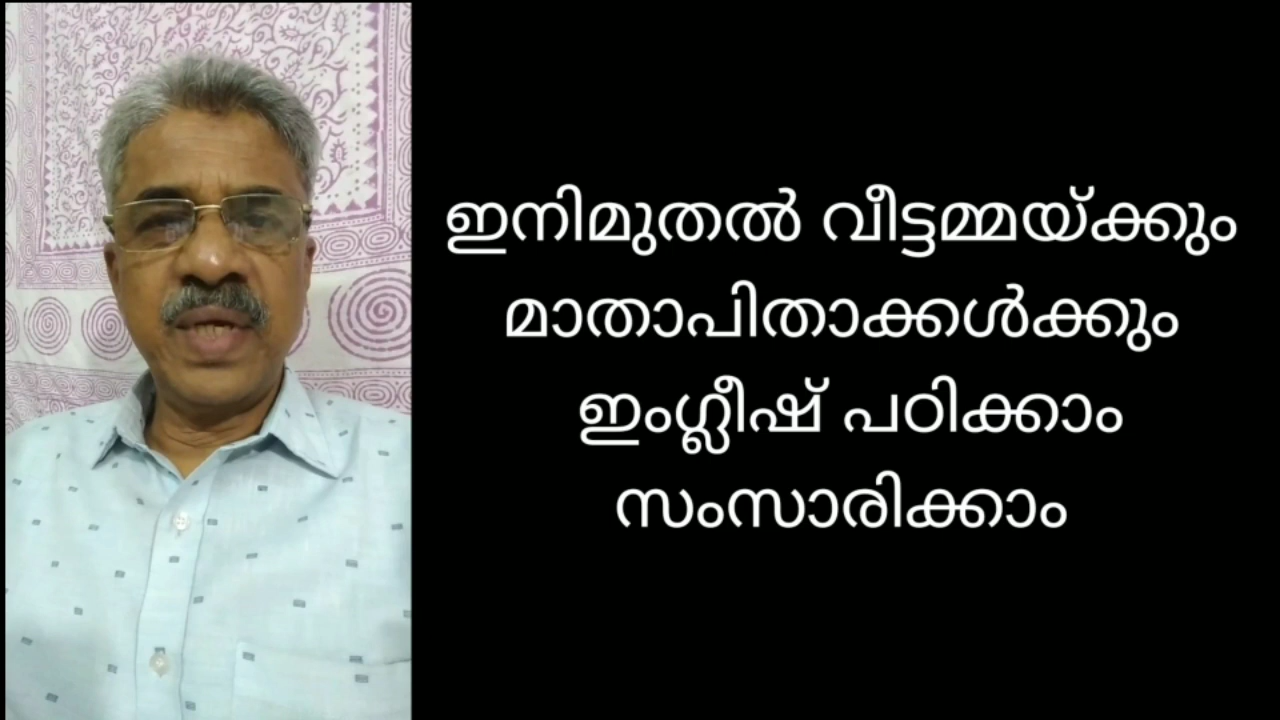 ഇനിമുതൽ വീട്ടമ്മയ്ക്കും
മാതാപിതാക്കൾക്കും
ഇംഗ്ലീഷ് പഠിക്കാം
സംസാരിക്കാം